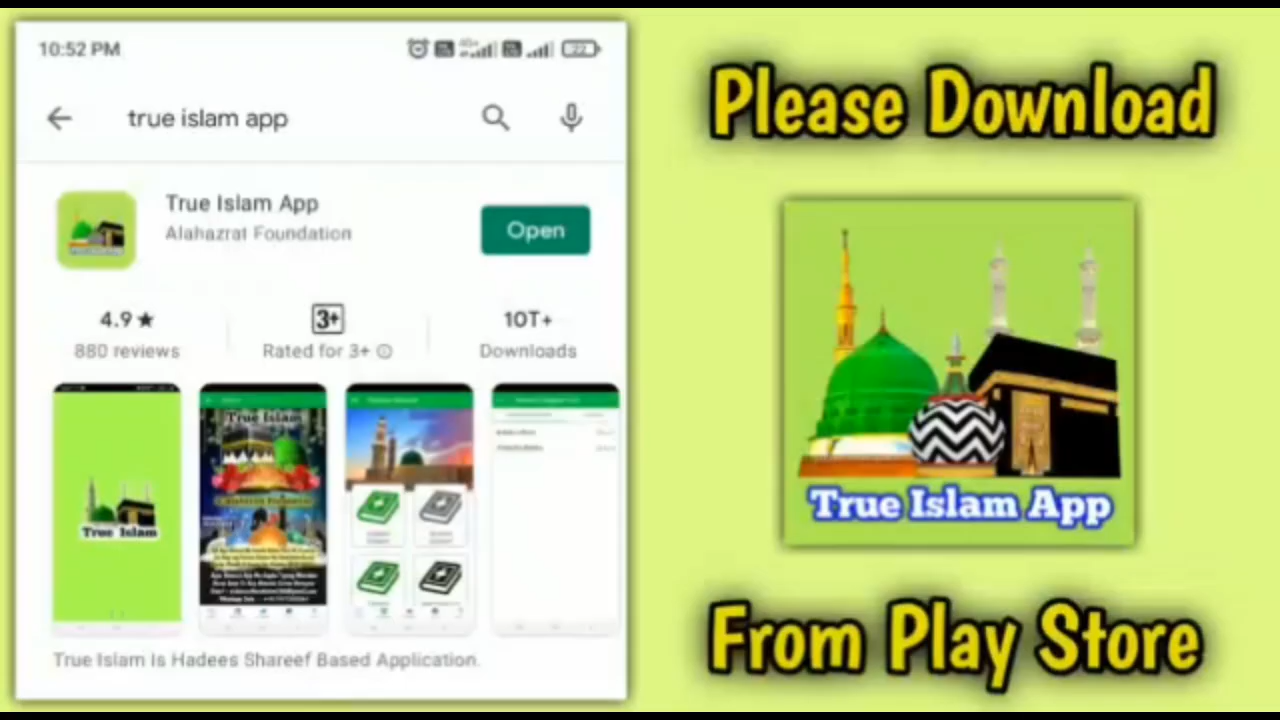 10:52 PM
22
true islam app
True Islam App
Alahazrat Foundation
Open
4.9 ★
880 reviews
3+
Rated for 3+
10T+
Downloads
True Islam
True Islam
True Islam Is Hadees Shareef Based Application.
Please Download
True Islam App
From Play Store